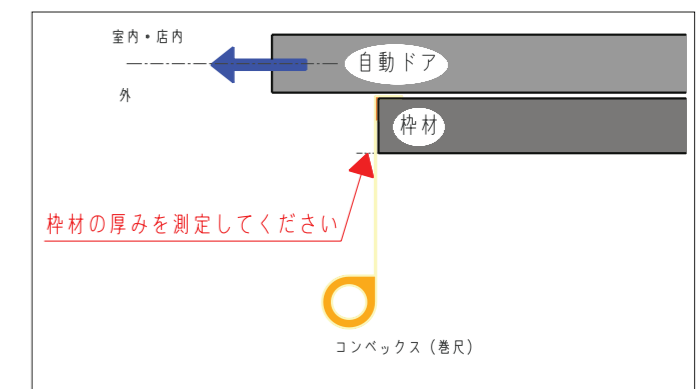 室内・店内
自動ドア
外
枠材
枠材の厚みを測定してください
コンベックス（巻尺）